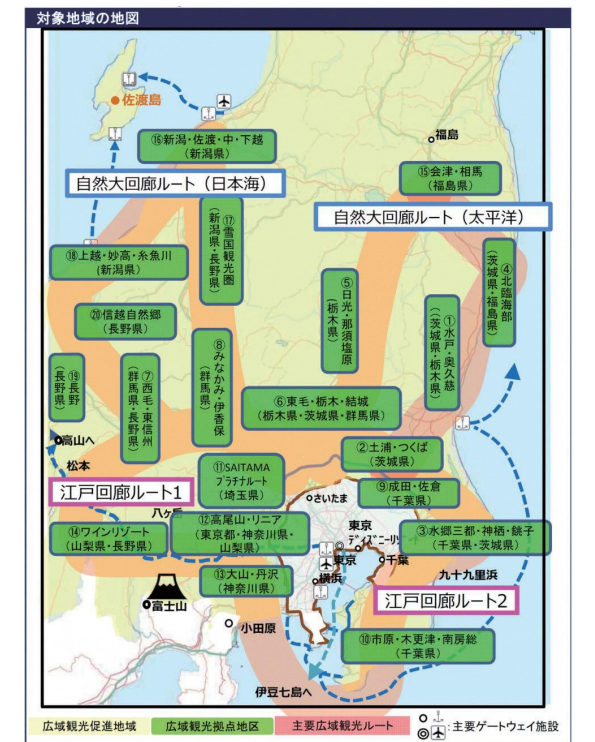 対象地域の地図
佐渡島
福島
⑯新潟・佐渡・中・下越
(新潟県)
⑮会津・相馬
(福島県)
自然大回廊ルート（日本海）
自然大回廊ルート（太平洋）
⑰雪国観光圏
(新潟県・長野県)
⑱上越・妙高・糸魚川
(新潟県)
④北臨海部
(茨城県・福島県)
⑤日光・那須塩原
(栃木県)
①水戸・奥久慈
(茨城県・栃木県)
⑳信越自然郷
(長野県)
⑧みなかみ・伊香保
(群馬県)
⑲長野
(長野県)
⑦西毛・東信州
(群馬県・長野県)
⑥東毛・栃木・結城
(栃木県・茨城県・群馬県)
高山へ
松本
②土浦・つくば
(茨城県)
⑪SAITAMA
プラチナルート
(埼玉県)
江戸回廊ルート1
⑨成田・佐倉
(千葉県)
さいたま
八ヶ岳
⑫高尾山・リニア
(東京都・神奈川県・
山梨県)
⑭ワインリゾート
(山梨県・長野県)
東京
ディズニーリゾ
③水郷三都・神栖・銚子
(千葉県・茨城県)
東京
千葉
横浜
⑬大山・丹沢
(神奈川県)
九十九里浜
江戸回廊ルート2
富士山
小田原
⑩市原・木更津・南房総
(千葉県)
伊豆七島へ
広域観光促進地域
広域観光拠点地区
主要広域観光ルート
:主要ゲートウェイ施設